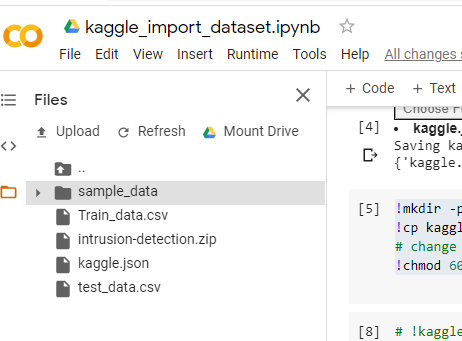 kaggle_import_dataset.ipynb
File Edit View Insert Runtime Tools Help All changes s
Files
+ Code + Text
Upload Refresh Mount Drive
..
sample_data
Train_data.csv
intrusion-detection.zip
kaggle.json
test_data.csv
Choose Fi
[4] • kaggle.
Saving ka
{'kaggle.
[5] !mkdir -p
!cp kaggl
# change
!chmod 60
[8] # !kaggle